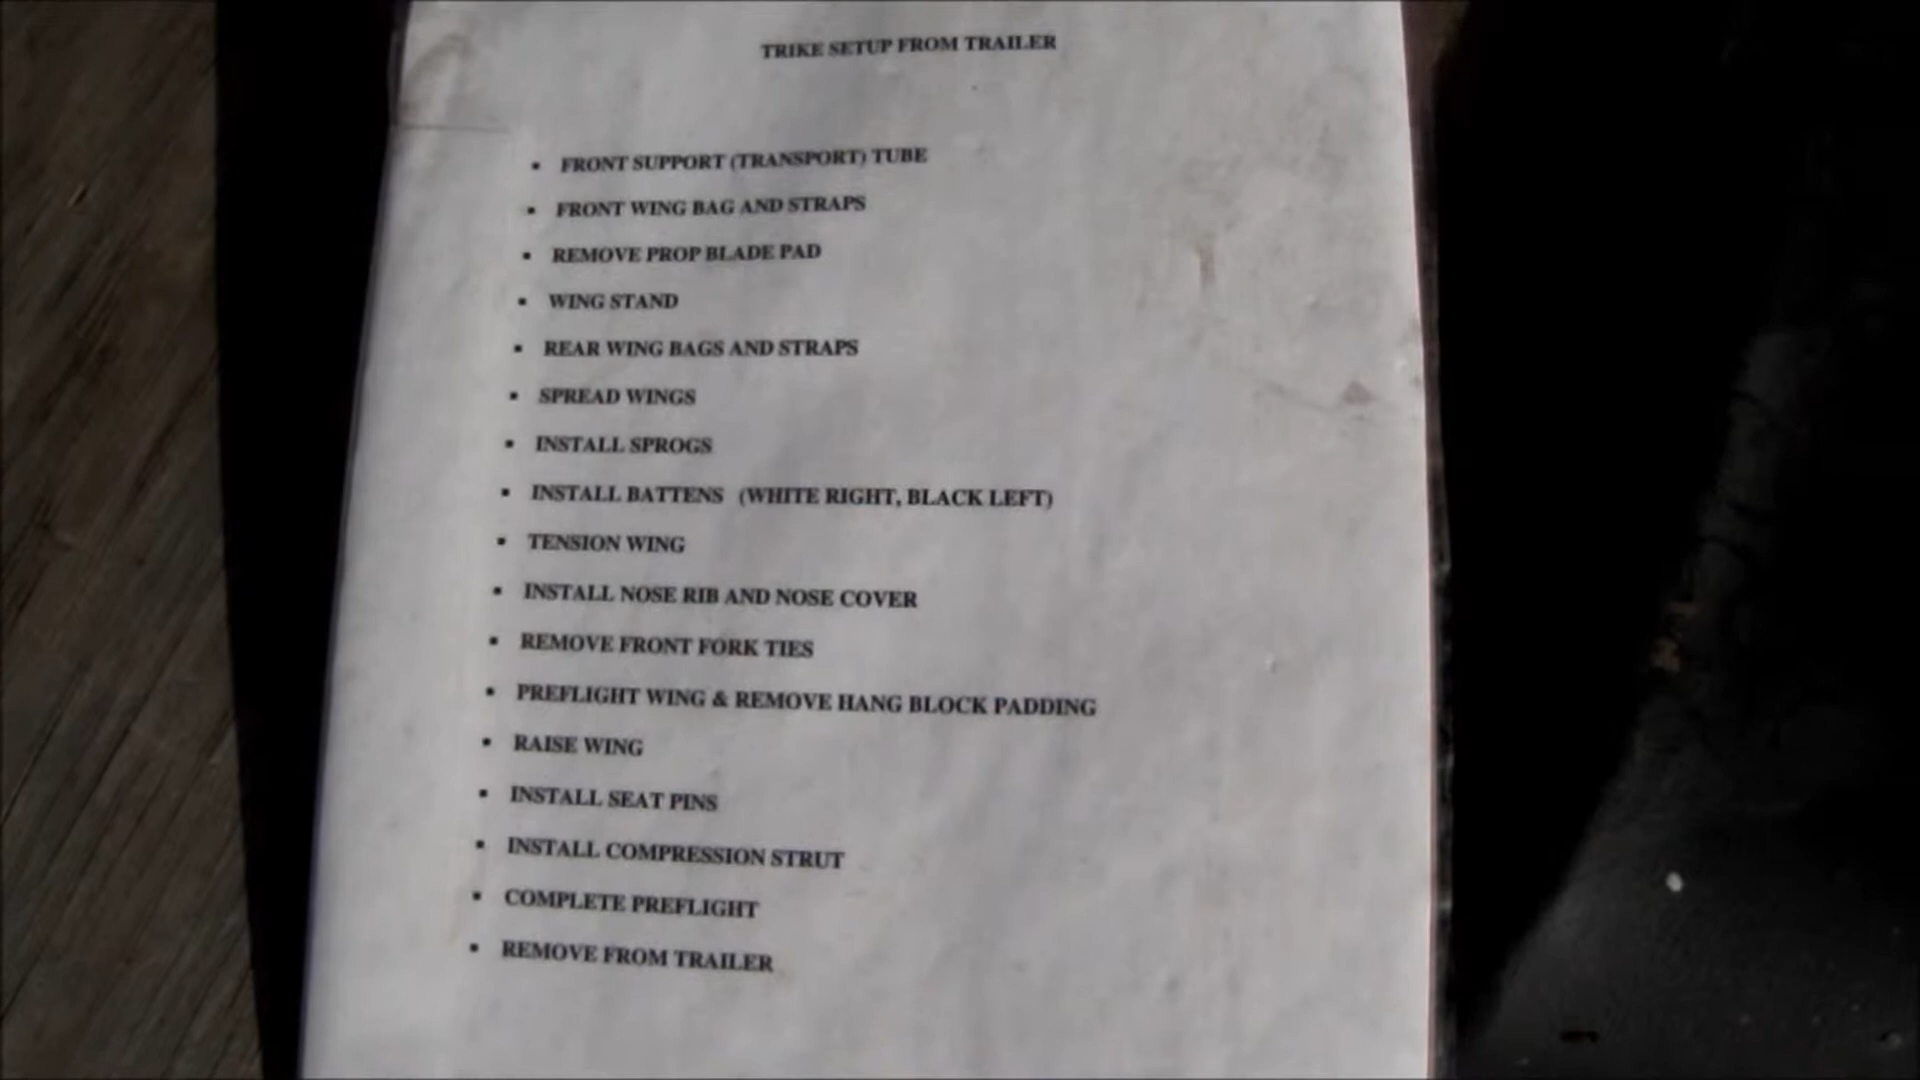 TRIKE SETUP FROM TRAILER
▪ FRONT SUPPORT (TRANSPORT) TUBE
▪ FRONT WING BAG AND STRAPS
▪ REMOVE PROP BLADE PAD
▪ WING STAND
▪ REAR WING BAGS AND STRAPS
▪ SPREAD WINGS
▪ INSTALL SPROGS
▪ INSTALL BATTENS (WHITE RIGHT, BLACK LEFT)
▪ TENSION WING
▪ INSTALL NOSE RIB AND NOSE COVER
▪ REMOVE FRONT FORK TIES
▪ PREFLIGHT WING & REMOVE HANG BLOCK PADDING
▪ RAISE WING
▪ INSTALL SEAT PINS
▪ INSTALL COMPRESSION STRUT
▪ COMPLETE PREFLIGHT
▪ REMOVE FROM TRAILER